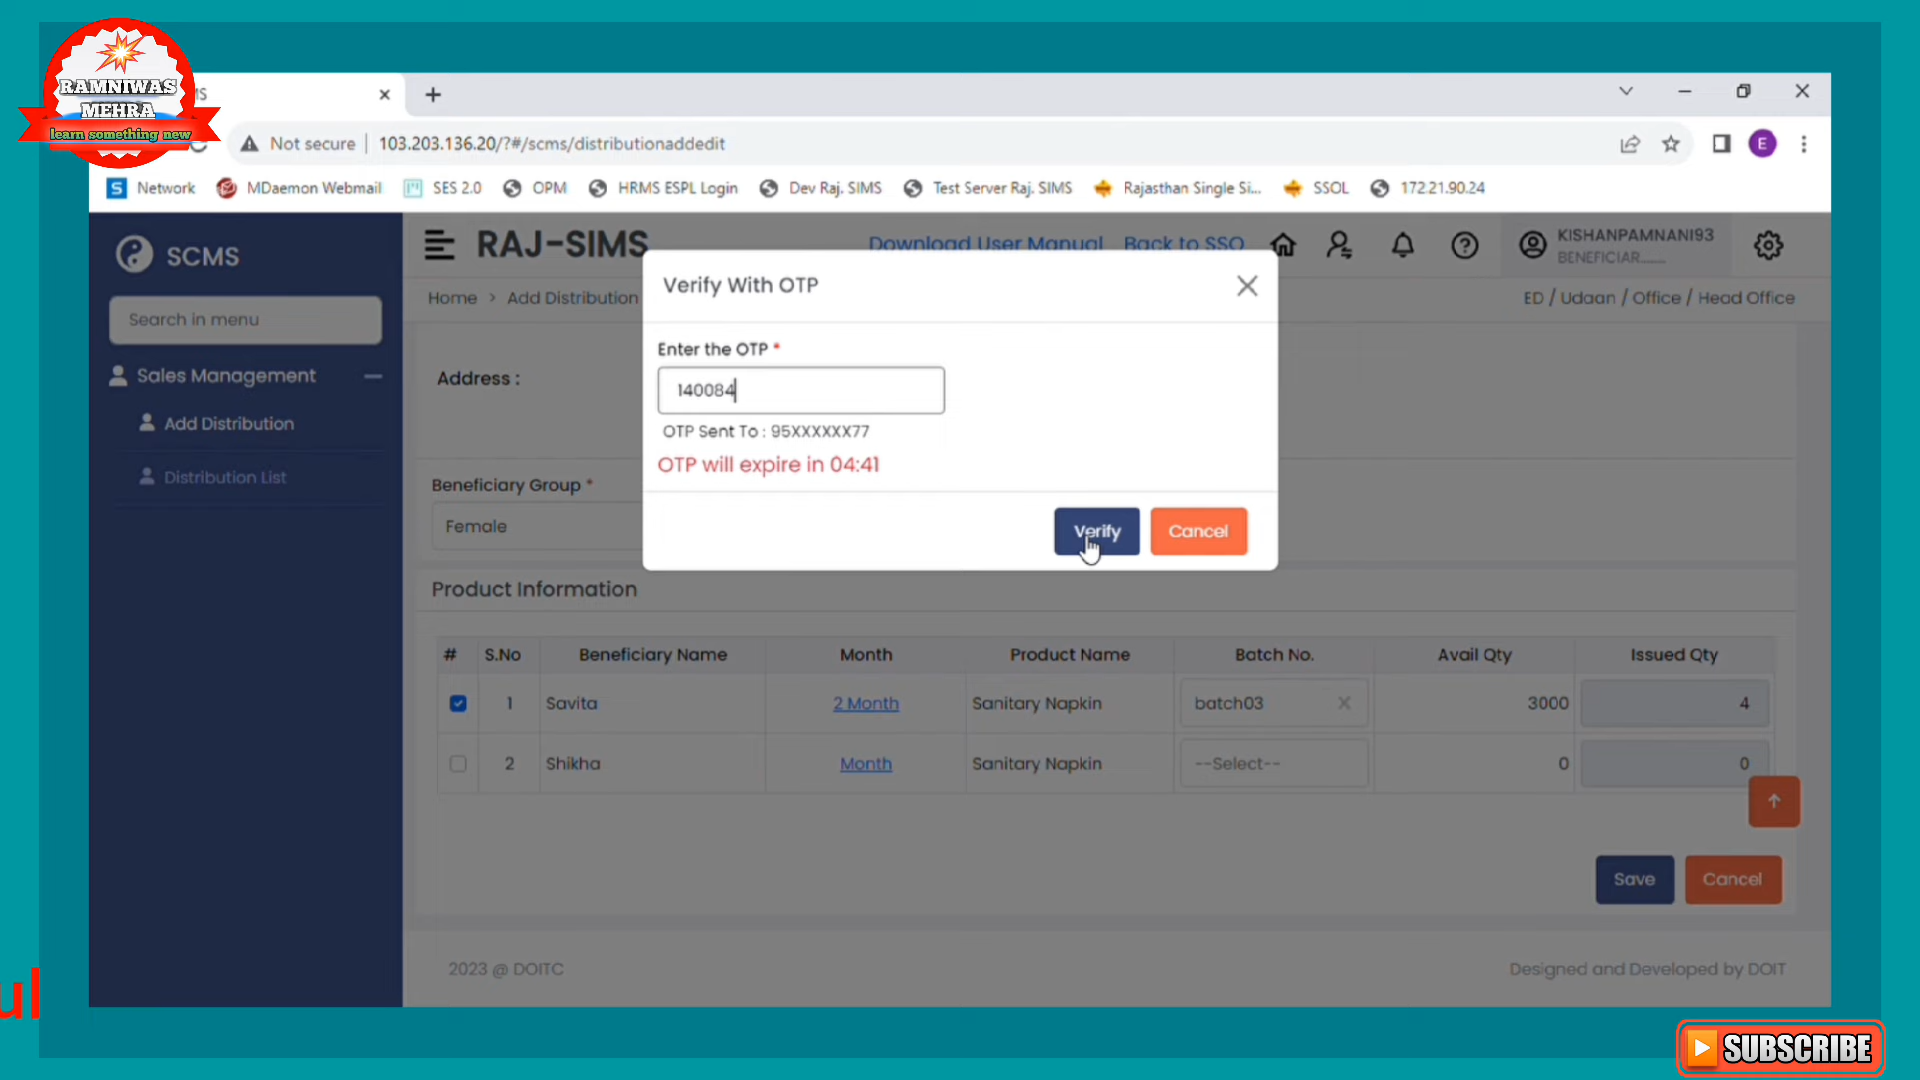 RAMNIWAS
MEHRA
learn something new
Not secure | 103.203.136.20/?#/scms/distributionaddedit
E
Network MDaemon Webmail SES 2.0 OPM HRMS ESPL Login Dev Raj. SIMS Test Server Raj. SIMS Rajasthan Single Si... SSOL 172.21.90.24
SCMS
RAJ-SIMS
Download User Manual Back to SSO
KISHANPAMNANI93
BENEFICIAR........
Search in menu
Home > Add Distribution
ED / Udaan / Office / Head Office
Sales Management
Add Distribution
Distribution List
Verify With OTP
Enter the OTP *
140084
OTP Sent To : 95XXXXXX77
OTP will expire in 04:41
Verify Cancel
Address :
Beneficiary Group *
Female
Product Information
# S.No Beneficiary Name Month Product Name Batch No. Avail Qty Issued Qty
1 Savita 2 Month Sanitary Napkin batch03 3000 4
2 Shikha Month Sanitary Napkin --Select-- 0 0
Save Cancel
2023 @ DOITC
Designed and Developed by DOIT
ul
SUBSCRIBE